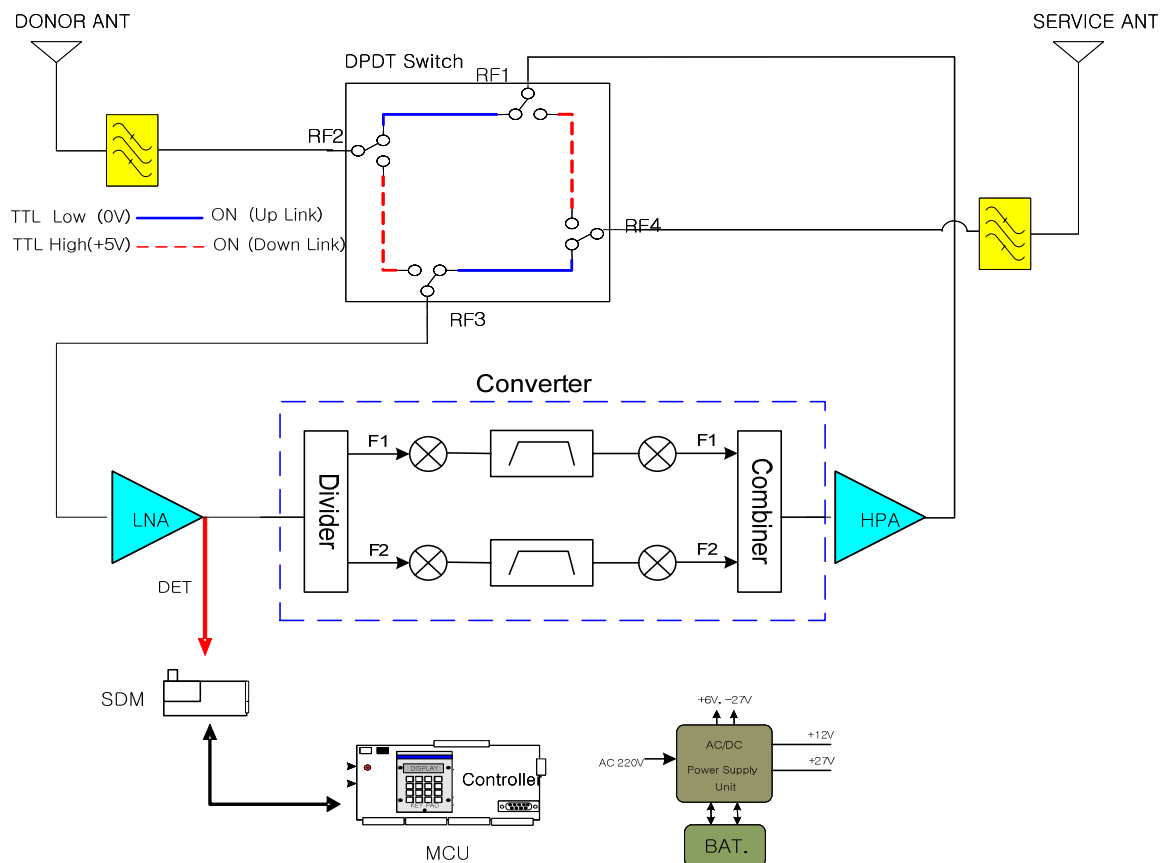 DONOR ANT
SERVICE ANT
DPDT Switch
RF1
RF2
TTL Low (0V) ON (Up Link)
TTL High(+5V) ON (Down Link)
RF4
RF3
Converter
F1
F1
Divider
Combiner
LNA
HPA
F2
F2
DET
SDM
+6V, -27V
AC/DC
Power Supply
Unit
+12V
+27V
AC 220V
DISPLAY
Controller
KEY PAD
BAT.
MCU